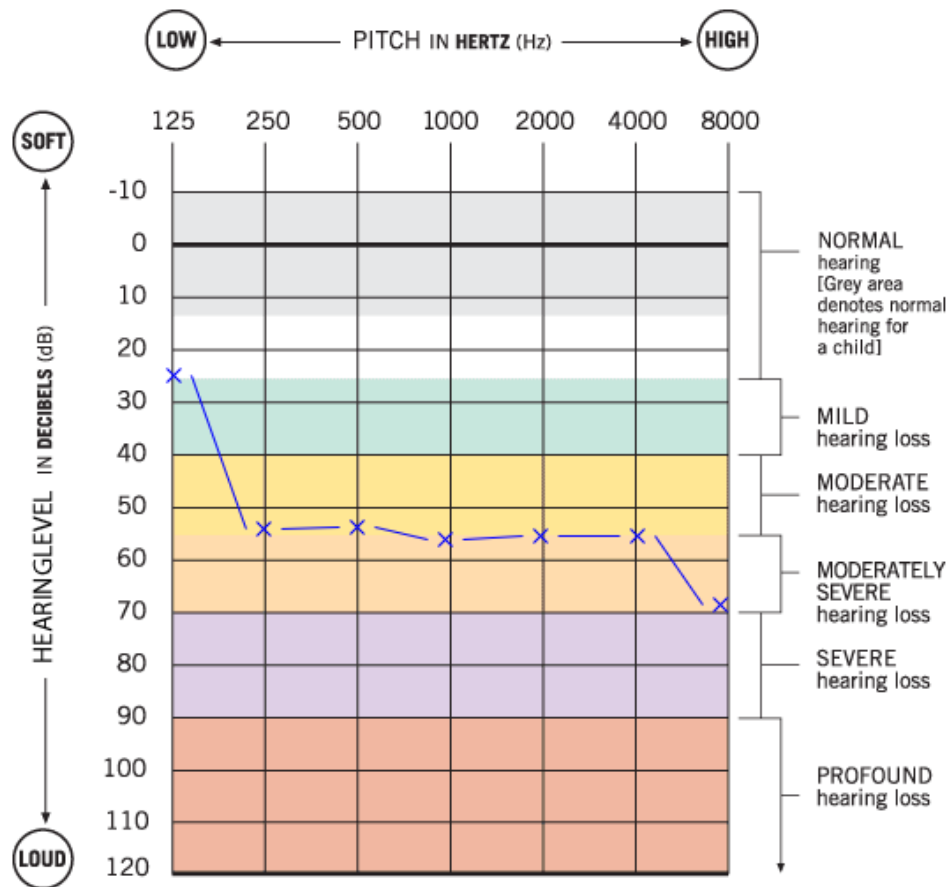 LOW
PITCH IN HERTZ (Hz)
HIGH
SOFT
125 250 500 1000 2000 4000 8000
-10
0
10
20
30
40
50
60
70
80
90
100
110
120
HEARINGLEVEL IN DECIBELS (dB)
LOUD
NORMAL
hearing
[Grey area
denotes normal
hearing for
a child]
MILD
hearing loss
MODERATE
hearing loss
MODERATELY
SEVERE
hearing loss
SEVERE
hearing loss
PROFOUND
hearing loss